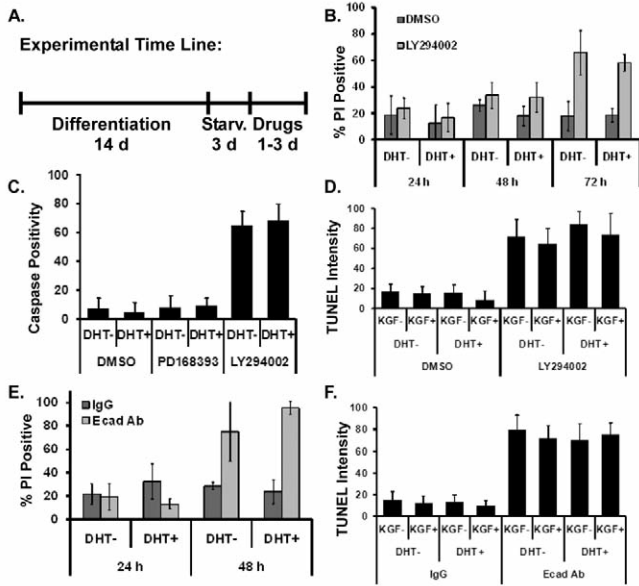 A.
Experimental Time Line:
Differentiation Starv. Drugs
14 d 3 d 1-3 d
B.
DMSO
LY294002
% PI Positive
100
80
60
40
20
0
DHT- DHT+ DHT- DHT+ DHT- DHT+
24 h 48 h 72 h
C.
Caspase Positivity
100
80
60
40
20
0
DHT- DHT+ DHT- DHT+ DHT- DHT+
DMSO PD168393 LY294002
D.
TUNEL Intensity
100
80
60
40
20
0
KGF- KGF+ KGF- KGF+ KGF- KGF+ KGF- KGF+
DHT- DHT+ DHT- DHT+
DMSO LY294002
E.
IgG
Ecad Ab
% PI Positive
100
80
60
40
20
0
DHT- DHT+ DHT- DHT+
24 h 48 h
F.
TUNEL Intensity
100
80
60
40
20
0
KGF- KGF+ KGF- KGF+ KGF- KGF+ KGF- KGF+
DHT- DHT+ DHT- DHT+
IgG Ecad Ab